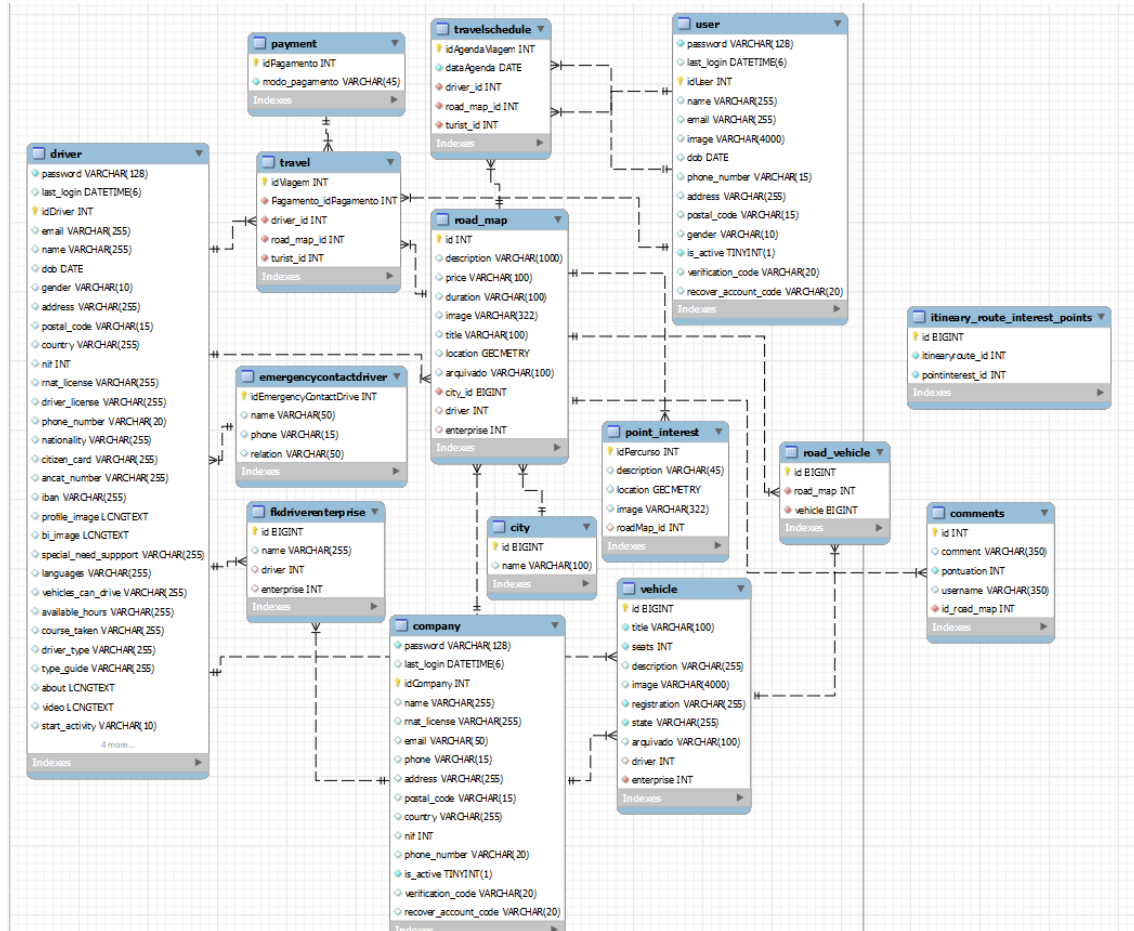 payment
idPagamento INT
modo_pagamento VARCHAR(45)
Indexes
travelschedule
idAgendaViagem INT
dataAgenda DATE
driver_id INT
road_map_id INT
turist_id INT
Indexes
user
password VARCHAR(128)
last_login DATETIME(6)
idUser INT
name VARCHAR(255)
email VARCHAR(255)
image VARCHAR(4000)
dob DATE
phone_number VARCHAR(15)
address VARCHAR(255)
postal_code VARCHAR(15)
gender VARCHAR(10)
is_active TINYINT(1)
verification_code VARCHAR(20)
recover_account_code VARCHAR(20)
Indexes
driver
password VARCHAR(128)
last_login DATETIME(6)
idDriver INT
email VARCHAR(255)
name VARCHAR(255)
dob DATE
gender VARCHAR(10)
address VARCHAR(255)
postal_code VARCHAR(15)
country VARCHAR(255)
nif INT
rnat_license VARCHAR(255)
driver_license VARCHAR(255)
phone_number VARCHAR(20)
nationality VARCHAR(255)
citizen_card VARCHAR(255)
ancat_number VARCHAR(255)
iban VARCHAR(255)
profile_image LONGTEXT
bi_image LONGTEXT
special_need_suppport VARCHAR(255)
languages VARCHAR(255)
vehicles_can_drive VARCHAR(255)
available_hours VARCHAR(255)
course_taken VARCHAR(255)
driver_type VARCHAR(255)
type_guide VARCHAR(255)
about LONGTEXT
video LONGTEXT
start_activity VARCHAR(10)
4 more...
Indexes
travel
idViagem INT
Pagamento_idPagamento INT
driver_id INT
road_map_id INT
turist_id INT
Indexes
road_map
id INT
description VARCHAR(1000)
price VARCHAR(100)
duration VARCHAR(100)
image VARCHAR(322)
title VARCHAR(100)
location GEOMETRY
arquivado VARCHAR(100)
city_id BIGINT
driver INT
enterprise INT
Indexes
itineary_route_interest_points
id BIGINT
itinearyroute_id INT
pointinterest_id INT
Indexes
emergencycontactdriver
idEmergencyContactDrive INT
name VARCHAR(50)
phone VARCHAR(15)
relation VARCHAR(50)
Indexes
point_interest
idPercurso INT
description VARCHAR(45)
location GEOMETRY
image VARCHAR(322)
roadMap_id INT
Indexes
road_vehicle
id BIGINT
road_map INT
vehicle BIGINT
Indexes
fkdriverenterprise
id BIGINT
name VARCHAR(255)
driver INT
enterprise INT
Indexes
city
id BIGINT
name VARCHAR(100)
Indexes
comments
id INT
comment VARCHAR(350)
pontuation INT
username VARCHAR(350)
id_road_map INT
Indexes
vehicle
id BIGINT
title VARCHAR(100)
seats INT
description VARCHAR(255)
image VARCHAR(4000)
registration VARCHAR(255)
state VARCHAR(255)
arquivado VARCHAR(100)
driver INT
enterprise INT
Indexes
company
password VARCHAR(128)
last_login DATETIME(6)
idCompany INT
name VARCHAR(255)
rnat_license VARCHAR(255)
email VARCHAR(50)
phone VARCHAR(15)
address VARCHAR(255)
postal_code VARCHAR(15)
country VARCHAR(255)
nif INT
phone_number VARCHAR(20)
is_active TINYINT(1)
verification_code VARCHAR(20)
recover_account_code VARCHAR(20)
Indexes